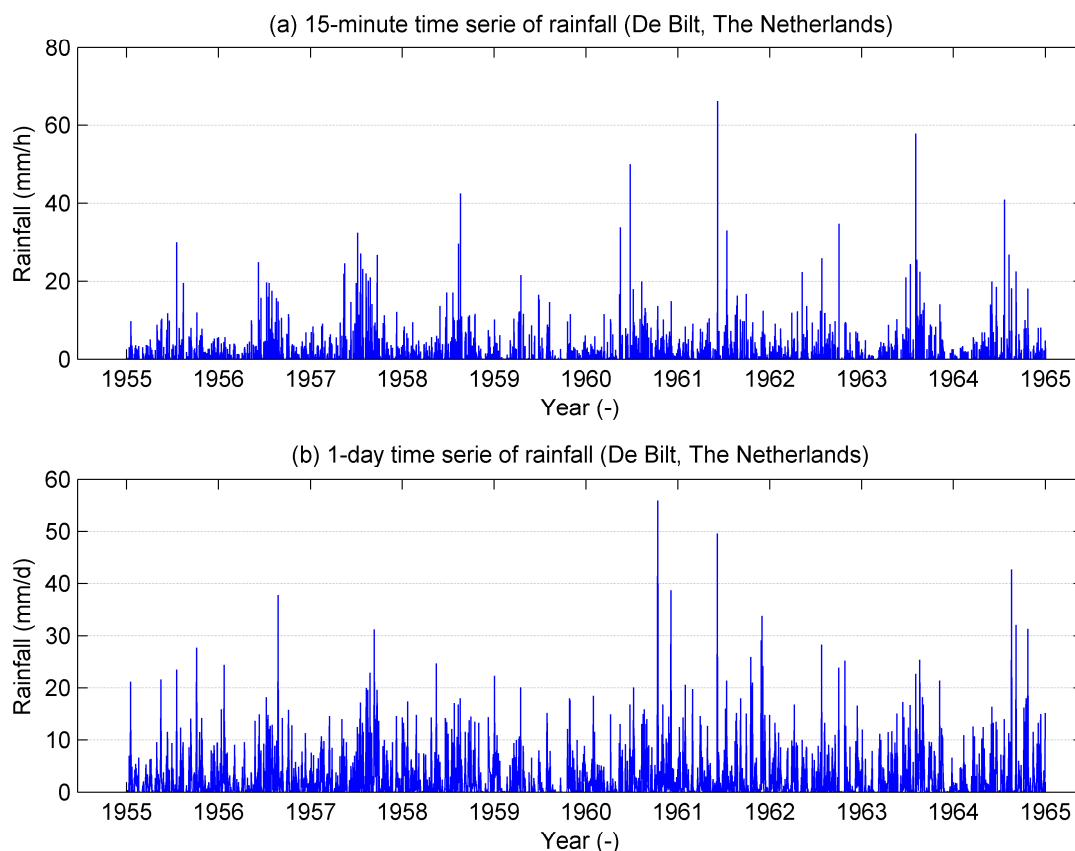 (a) 15-minute time serie of rainfall (De Bilt, The Netherlands)
80
60
40
20
0
Rainfall (mm/h)
1955 1956 1957 1958 1959 1960 1961 1962 1963 1964 1965
Year (-)
(b) 1-day time serie of rainfall (De Bilt, The Netherlands)
60
50
40
30
20
10
0
Rainfall (mm/d)
1955 1956 1957 1958 1959 1960 1961 1962 1963 1964 1965
Year (-)